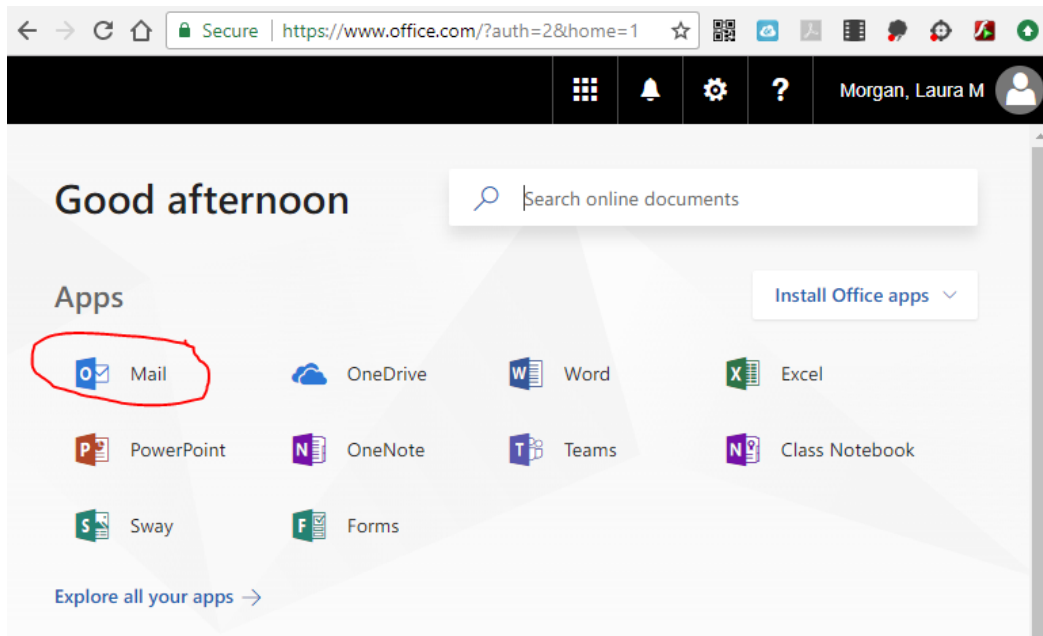 Secure | https://www.office.com/?auth=2&home=1
? Morgan, Laura M
Good afternoon
Search online documents
Apps
Install Office apps
Mail OneDrive Word Excel
PowerPoint OneNote Teams Class Notebook
Sway Forms
Explore all your apps →